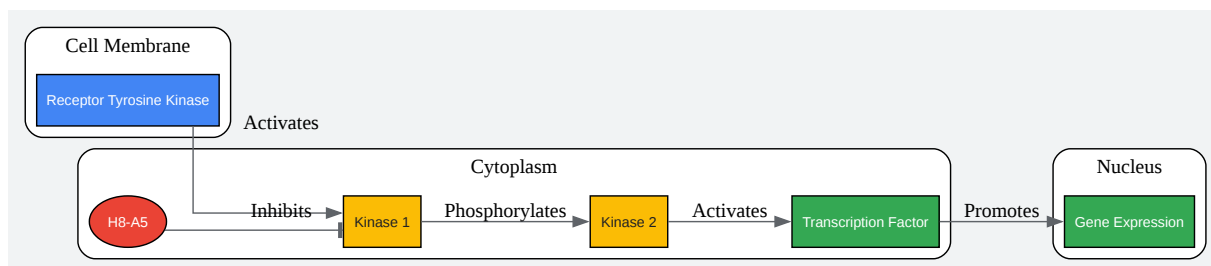 Cell Membrane
Receptor Tyrosine Kinase
Activates
Cytoplasm
Nucleus
H8-A5
Inhibits
Kinase 1
Phosphorylates
Kinase 2
Activates
Transcription Factor
Promotes
Gene Expression